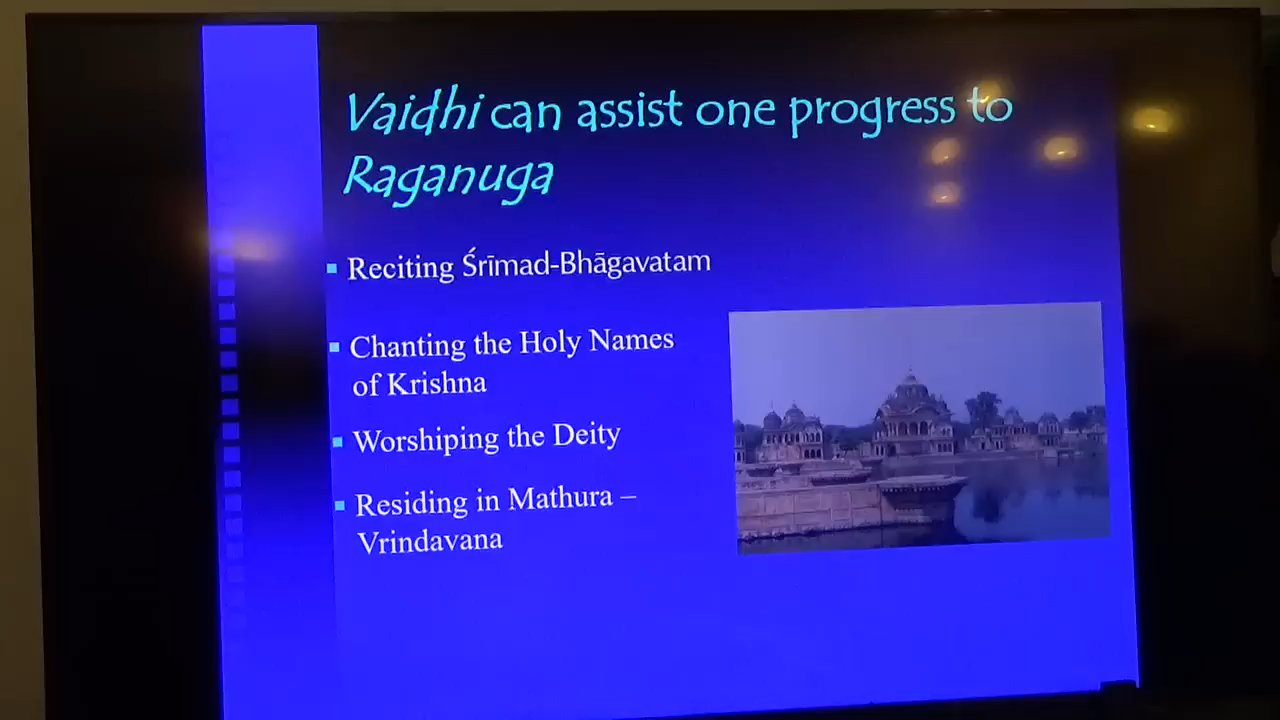 Vaidhi can assist one progress to
Raganuga
Reciting Śrīmad-Bhāgavatam
Chanting the Holy Names
of Krishna
Worshiping the Deity
Residing in Mathura –
Vrindavana